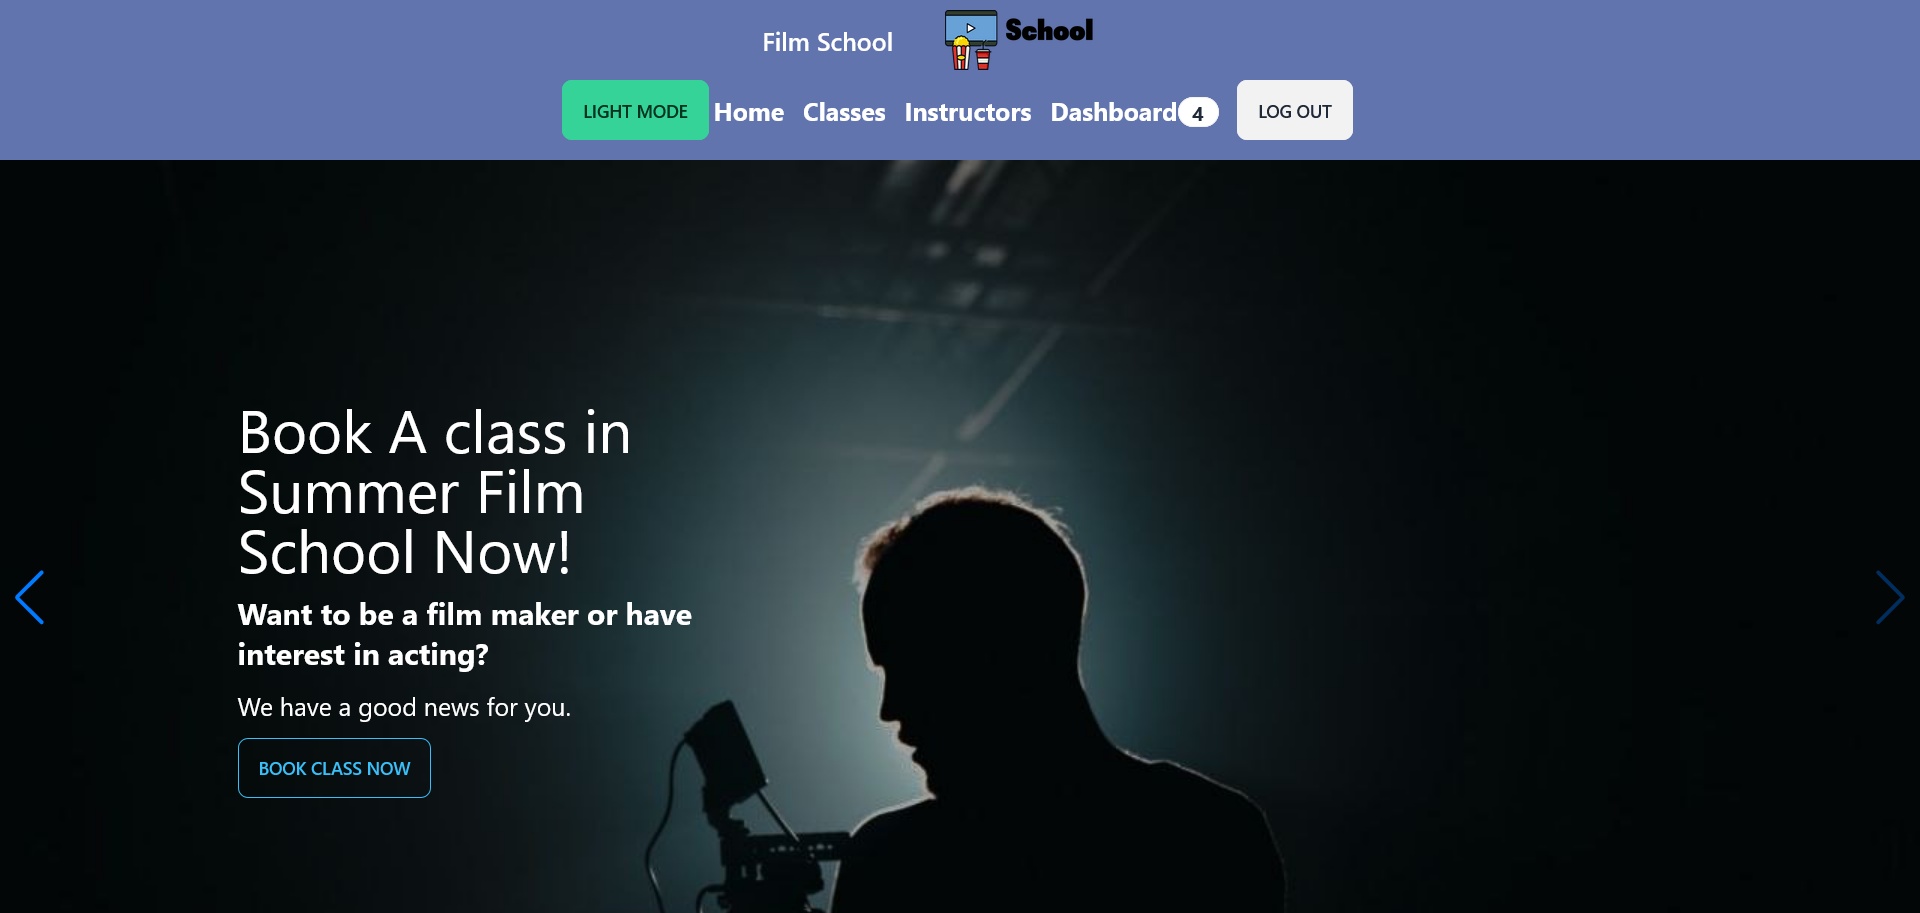 Film School
School
LIGHT MODE
Home
Classes
Instructors
Dashboard 4
LOG OUT
Book A class in
Summer Film
School Now!
Want to be a film maker or have
interest in acting?
We have a good news for you.
BOOK CLASS NOW